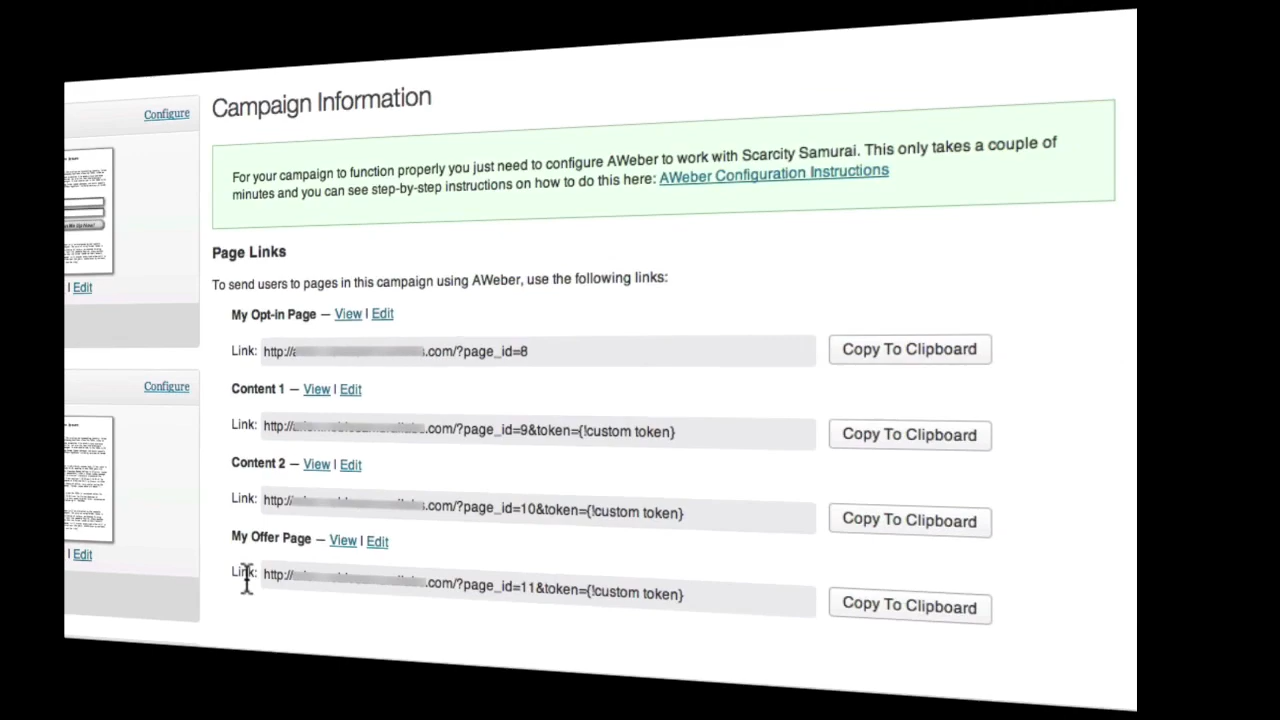 Configure
Campaign Information
For your campaign to function properly you just need to configure AWeber to work with Scarcity Samurai. This only takes a couple of
minutes and you can see step-by-step instructions on how to do this here: AWeber Configuration Instructions
Page Links
| Edit
To send users to pages in this campaign using AWeber, use the following links:
My Opt-in Page – View | Edit
Link: http:// .com/?page_id=8 Copy To Clipboard
Configure
Content 1 – View | Edit
Link: http:// .com/?page_id=9&token={!custom token} Copy To Clipboard
Content 2 – View | Edit
Link: http:// .com/?page_id=10&token={!custom token} Copy To Clipboard
My Offer Page – View | Edit
| Edit
Link: http:// .com/?page_id=11&token={!custom token} Copy To Clipboard